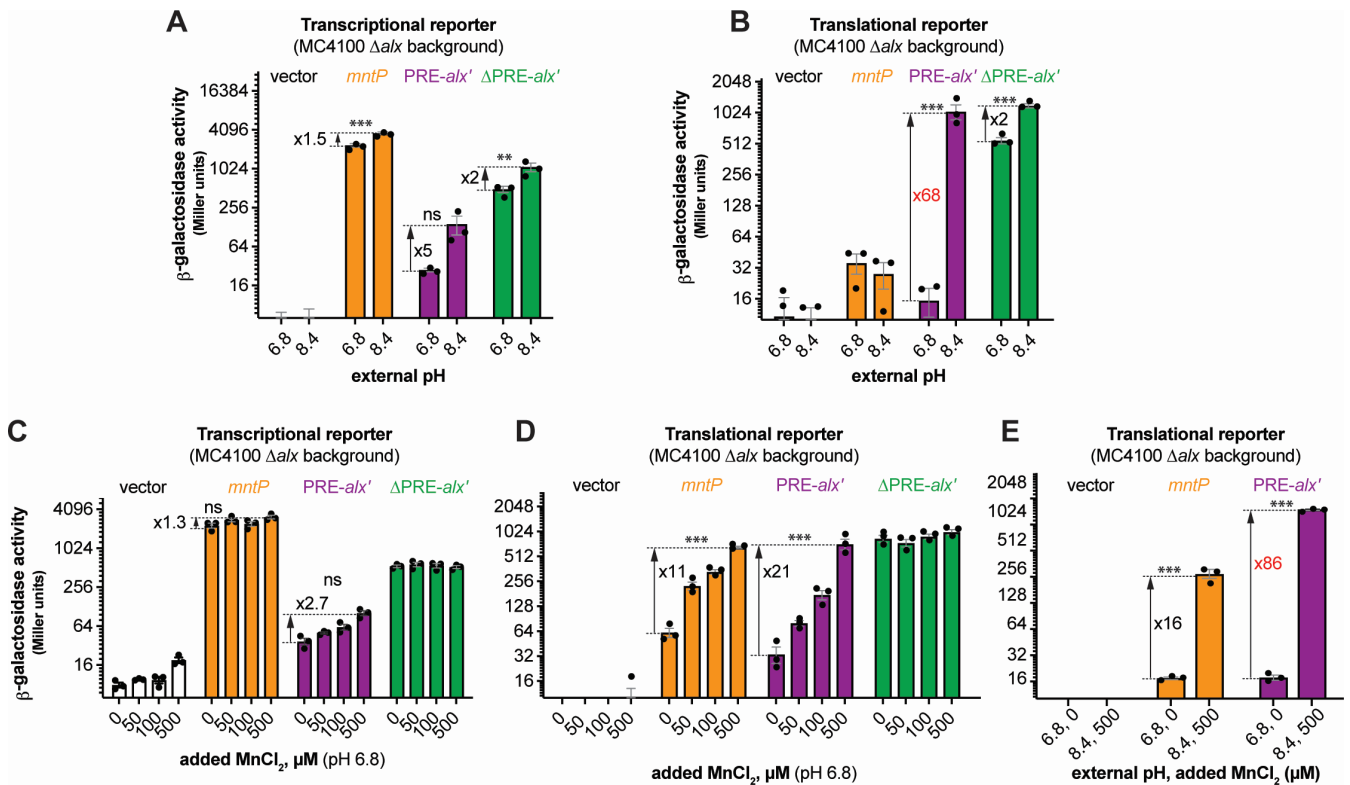 A
Transcriptional reporter
(MC4100 Δalx background)
vector mntP PRE-alx' ΔPRE-alx'
β-galactosidase activity
(Miller units)
16384
4096
1024
256
64
16
x1.5
***
x5
ns
x2
**
6.8 8.4 6.8 8.4 6.8 8.4 6.8 8.4
external pH
B
Translational reporter
(MC4100 Δalx background)
vector mntP PRE-alx' ΔPRE-alx'
β-galactosidase activity
(Miller units)
2048
1024
512
256
128
64
32
16
***
x68
***
x2
6.8 8.4 6.8 8.4 6.8 8.4 6.8 8.4
external pH
C
Transcriptional reporter
(MC4100 Δalx background)
vector mntP PRE-alx' ΔPRE-alx'
β-galactosidase activity
(Miller units)
4096
1024
256
64
16
x1.3
ns
x2.7
ns
0 50 100 500 0 50 100 500 0 50 100 500 0 50 100 500
added MnCl2, µM (pH 6.8)
D
Translational reporter
(MC4100 Δalx background)
vector mntP PRE-alx' ΔPRE-alx'
2048
1024
512
256
128
64
32
16
***
x11
***
x21
0 50 100 500 0 50 100 500 0 50 100 500 0 50 100 500
added MnCl2, µM (pH 6.8)
E
Translational reporter
(MC4100 Δalx background)
vector mntP PRE-alx'
2048
1024
512
256
128
64
32
16
***
x16
***
x86
6.8, 0 8.4, 500 6.8, 0 8.4, 500 6.8, 0 8.4, 500
external pH, added MnCl2 (µM)